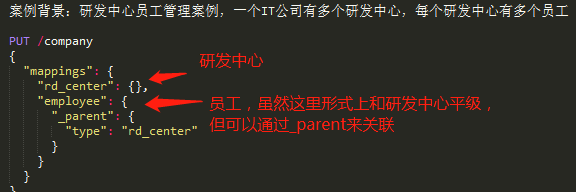 案例背景：研发中心员工管理案例，一个IT公司有多个研发中心，每个研发中心有多个员工
PUT /company
{
"mappings": {
研发中心
"rd_center": {},
"employee": {
员工，虽然这里形式上和研发中心平级，
"_parent": {
但可以通过_parent来关联
"type": "rd_center"
}
}
}
}